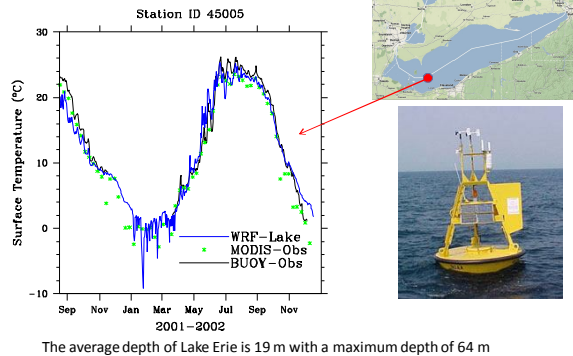 Station ID 45005
Surface Temperature (ºC)
30
20
10
0
−10
WRF−Lake
MODIS−Obs
BUOY−Obs
Sep Nov Jan Mar May Jul Sep Nov
2001−2002
The average depth of Lake Erie is 19 m with a maximum depth of 64 m